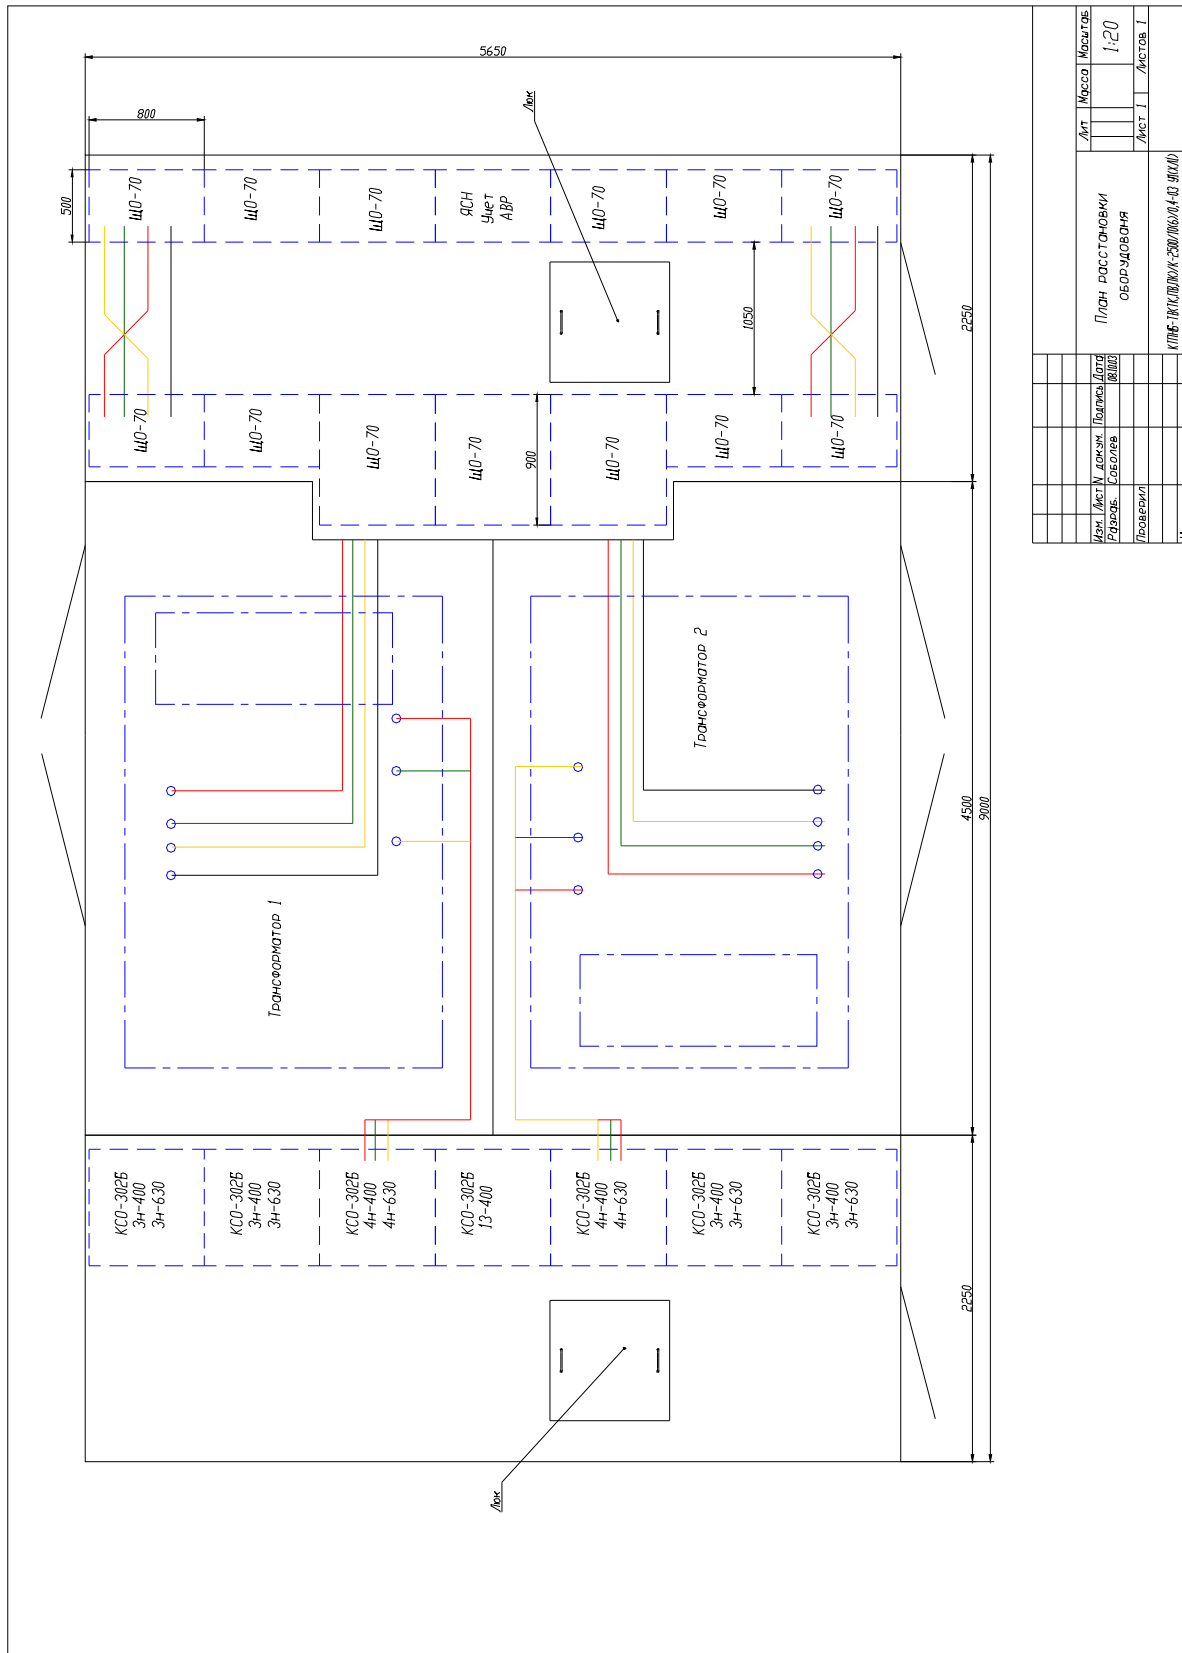 5650
800
500
Люк
ЩО-70
ЩО-70
ЩО-70
ЯСН
Учет
АВР
ЩО-70
ЩО-70
ЩО-70
1050
2250
ЩО-70
ЩО-70
ЩО-70
ЩО-70
900
ЩО-70
ЩО-70
ЩО-70
Трансформатор 1
Трансформатор 2
4500
9000
КСО-302Б
3н-400
3н-630
КСО-302Б
3н-400
3н-630
КСО-302Б
4н-400
4н-630
КСО-302Б
13-400
КСО-302Б
4н-400
4н-630
КСО-302Б
3н-400
3н-630
КСО-302Б
3н-400
3н-630
2250
Люк
Изм. Лист N докум. Подпись Дата
Разраб. Соболев
Проверил
План расстановки
оборудованя
Лит Масса Масштаб
1:20
Лист 1 Листов 1